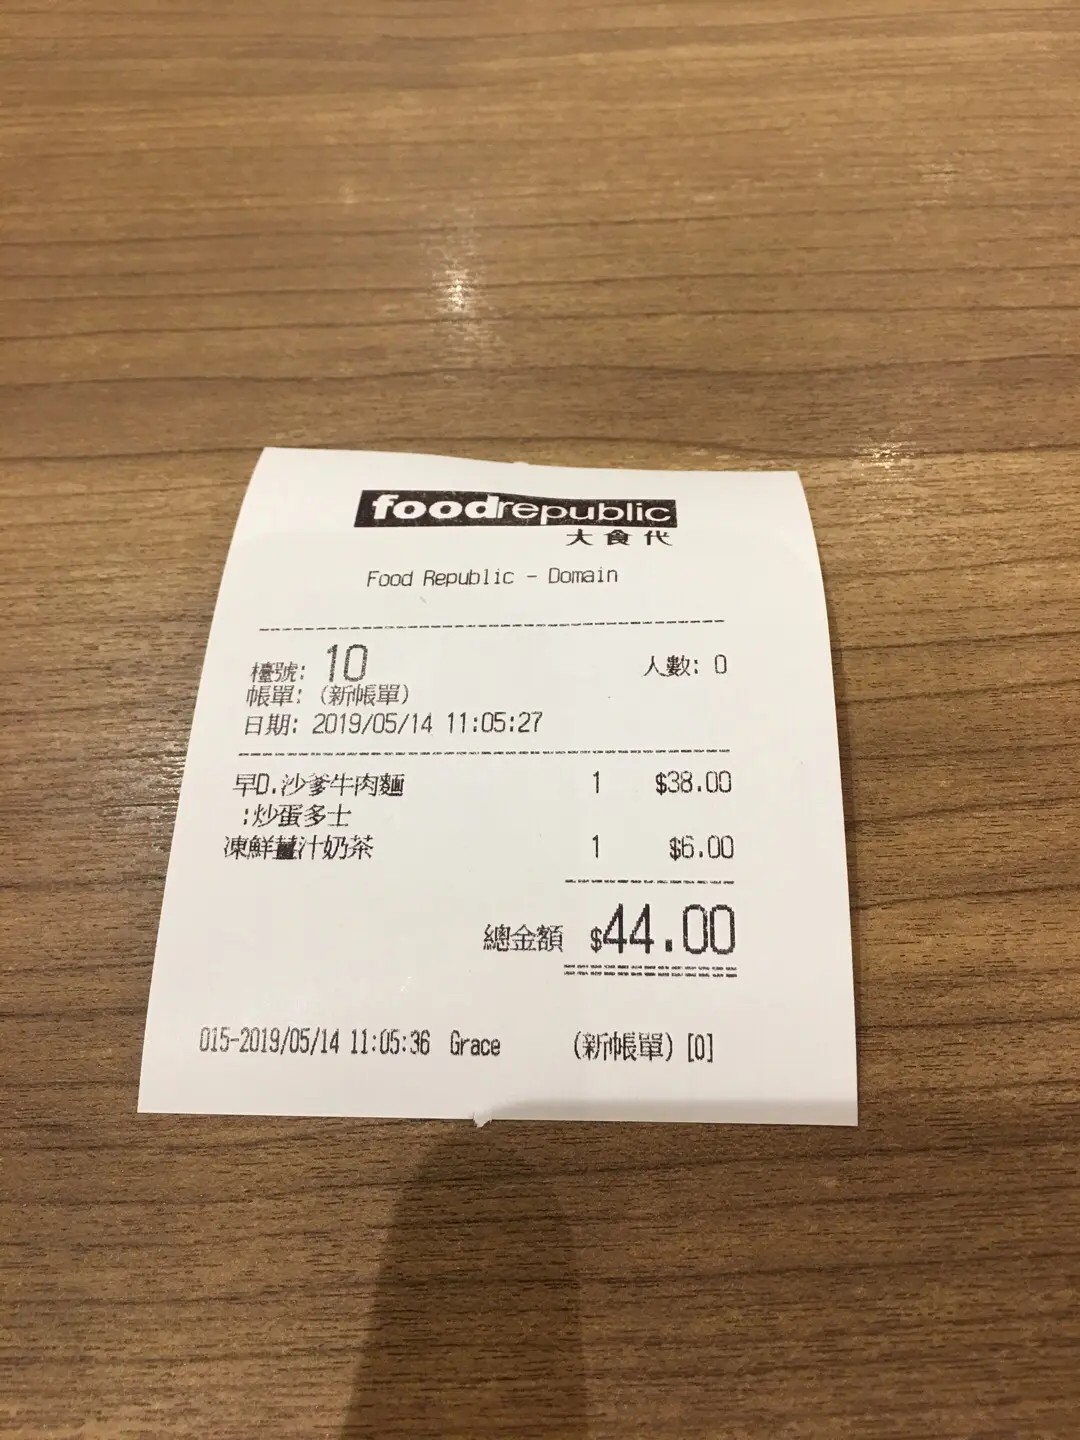 foodrepublic
大食代
Food Republic - Domain
檯號: 10 人數: 0
帳單: (新帳單)
日期: 2019/05/14 11:05:27
早D.沙爹牛肉麵 1 $38.00
:炒蛋多士
凍鮮薑汁奶茶 1 $6.00
總金額 $44.00
015-2019/05/14 11:05:36 Grace (新帳單) [0]